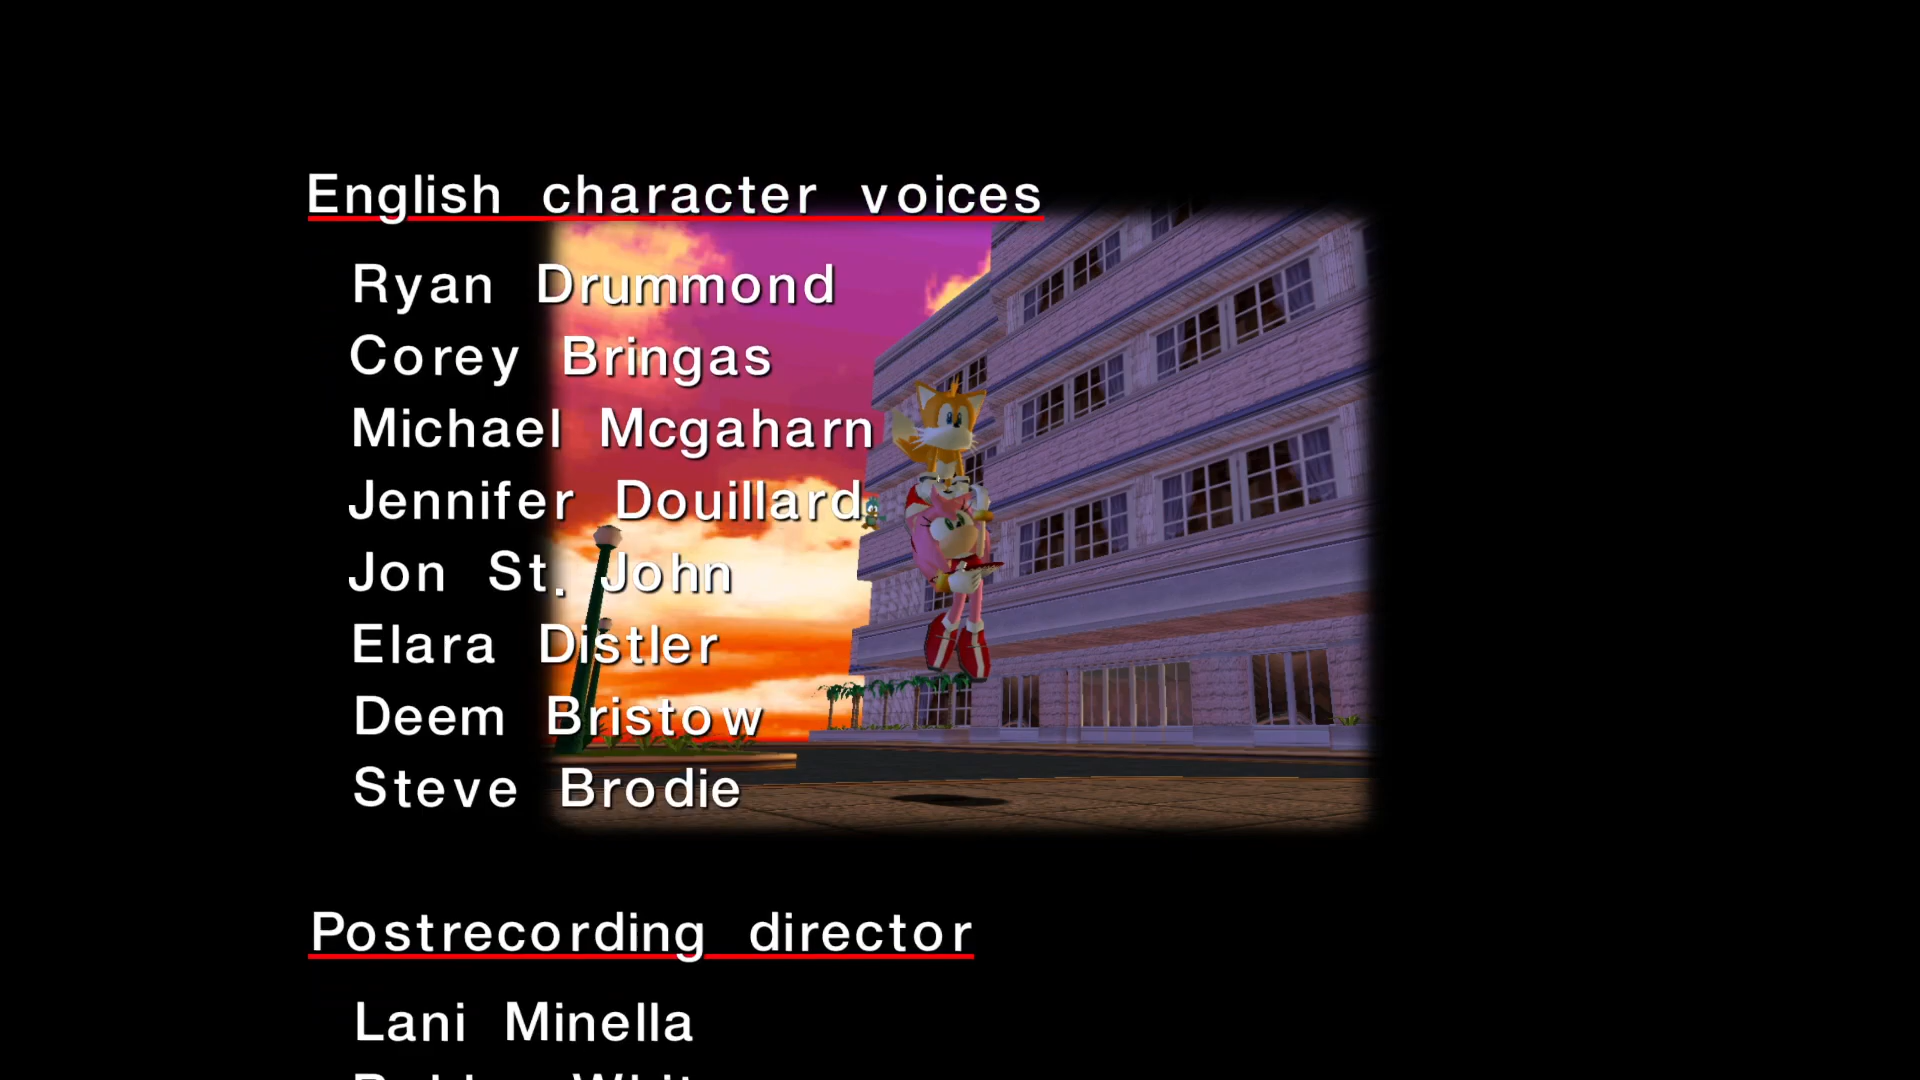 English character voices
Ryan Drummond
Corey Bringas
Michael Mcgaharn
Jennifer Douillard
Jon St. John
Elara Distler
Deem Bristow
Steve Brodie
Postrecording director
Lani Minella